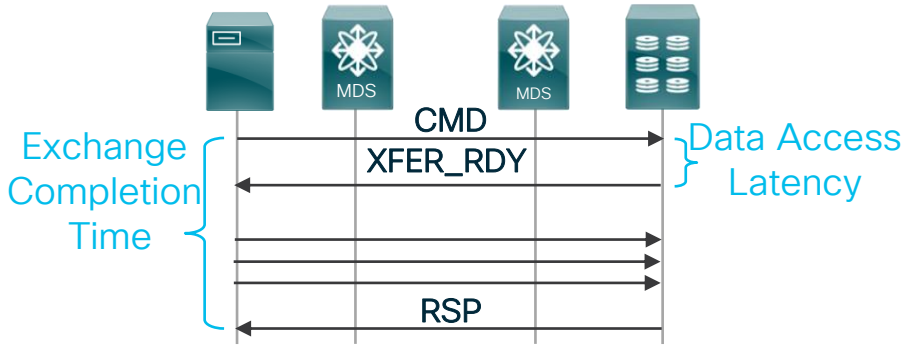 MDS
MDS
CMD
XFER_RDY
Exchange
Completion
Time
Data Access
Latency
RSP